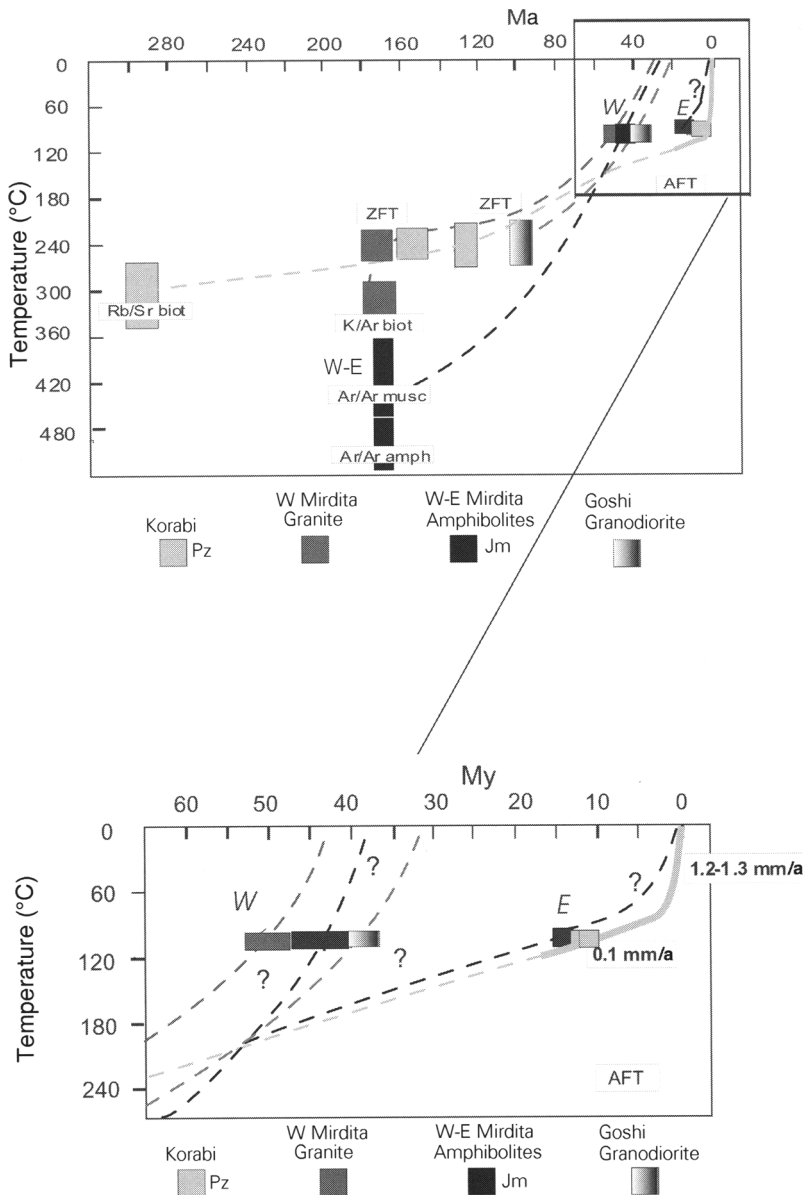 Ma
280 240 200 160 120 80 40 0
0
60
120
180
240
300
360
420
480
Temperature (°C)
W
E
?
AFT
ZFT
ZFT
Rb/Sr biot
K/Ar biot
W-E
Ar/Ar musc
Ar/Ar amph
Korabi
Pz
W Mirdita
Granite
W-E Mirdita
Amphibolites
Jm
Goshi
Granodiorite
My
60 50 40 30 20 10 0
0
60
120
180
240
Temperature (°C)
W
?
?
?
E
?
1.2-1.3 mm/a
0.1 mm/a
AFT
Korabi
Pz
W Mirdita
Granite
W-E Mirdita
Amphibolites
Jm
Goshi
Granodiorite